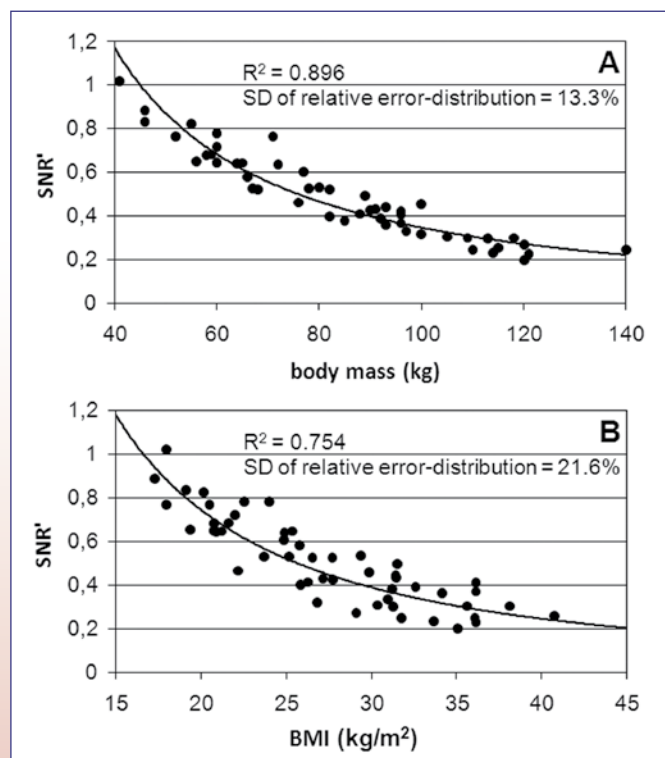 A
R² = 0.896
SD of relative error-distribution = 13.3%
SNR'
1,2
1
0,8
0,6
0,4
0,2
0
40 60 80 100 120 140
body mass (kg)
B
R² = 0.754
SD of relative error-distribution = 21.6%
SNR'
1,2
1
0,8
0,6
0,4
0,2
0
15 20 25 30 35 40 45
BMI (kg/m²)